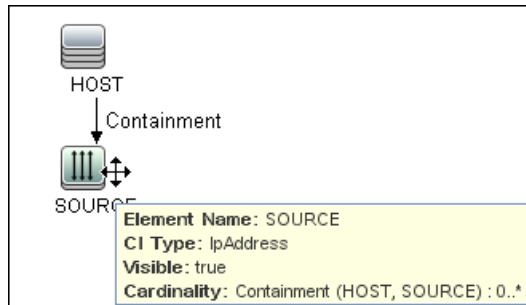 HOST
Containment
SOURCE
Element Name: SOURCE
CI Type: IpAddress
Visible: true
Cardinality: Containment (HOST, SOURCE) : 0..*